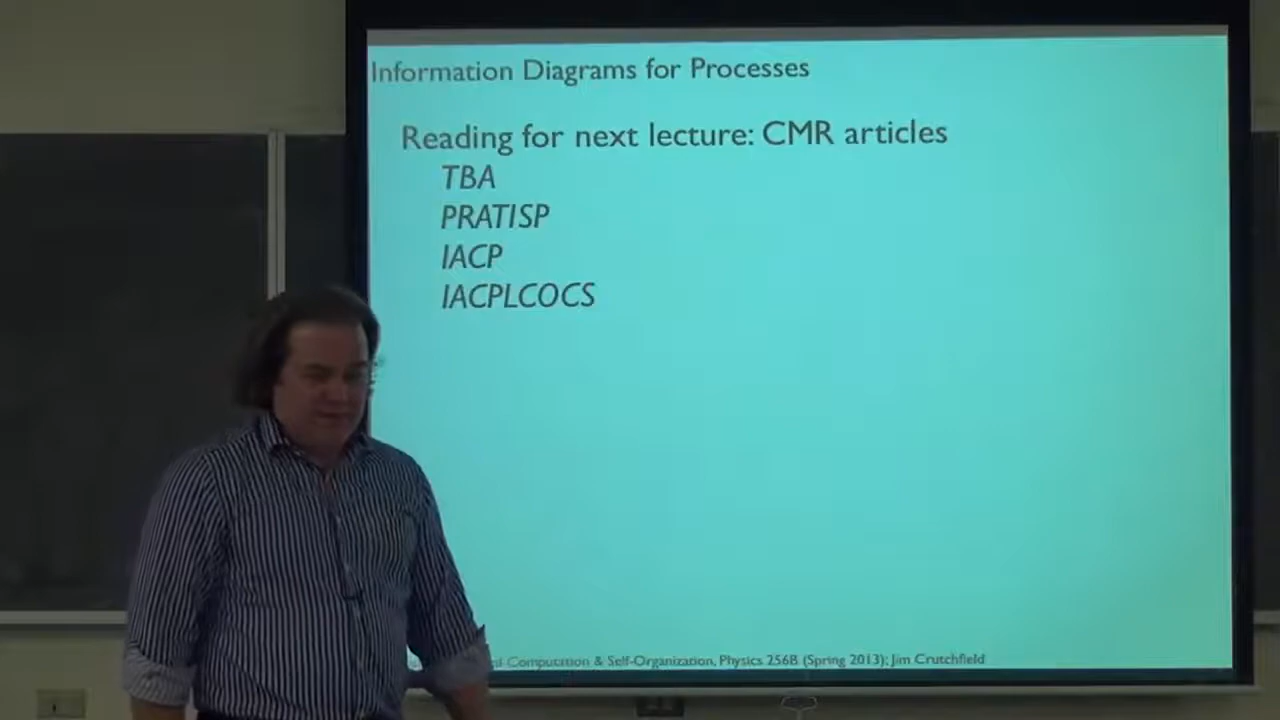 Information Diagrams for Processes
Reading for next lecture: CMR articles
TBA
PRATISP
IACP
IACPLCOCS
Computation & Self-Organization, Physics 256B (Spring 2013); Jim Crutchfield